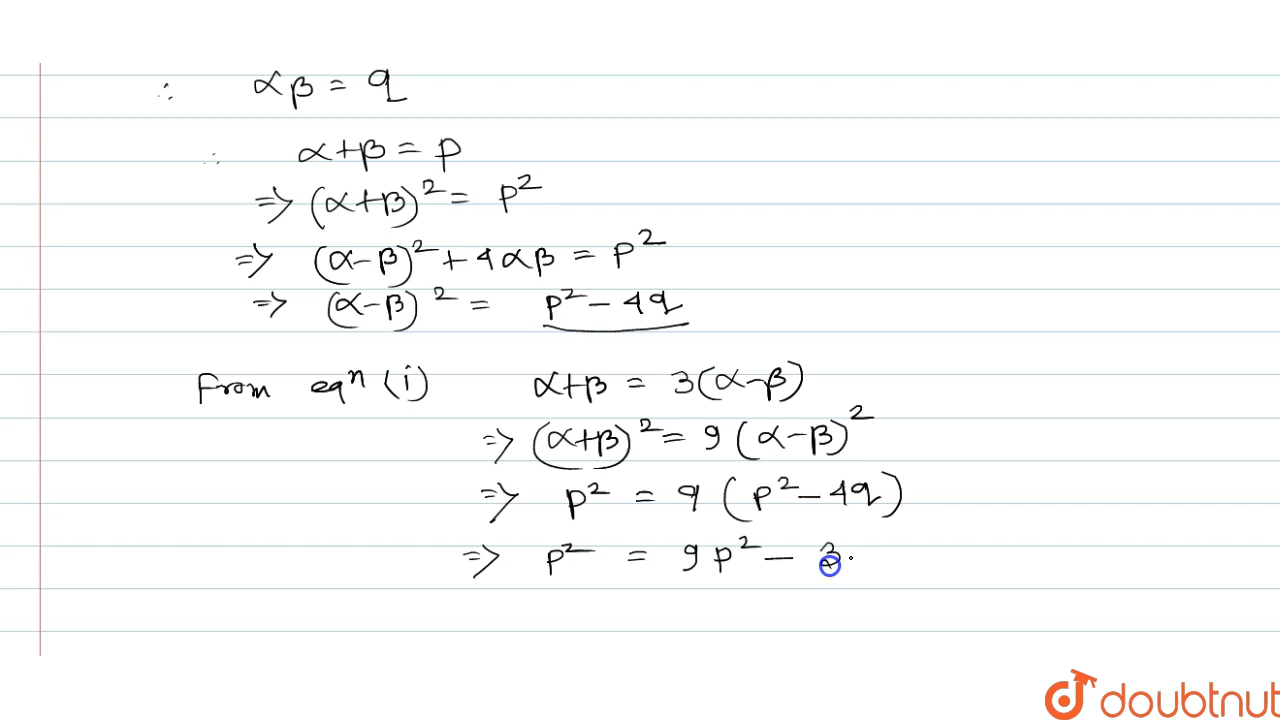 ∴ αβ = q
∴ α+β = p
⇒ (α+β)² = p²
⇒ (α-β)² + 4αβ = p²
⇒ (α-β)² = p² - 4q
From eqⁿ (i) α+β = 3(α-β)
⇒ (α+β)² = 9 (α-β)²
⇒ p² = 9 (p² - 4q)
⇒ p² = 9p² - 3
doubtnut